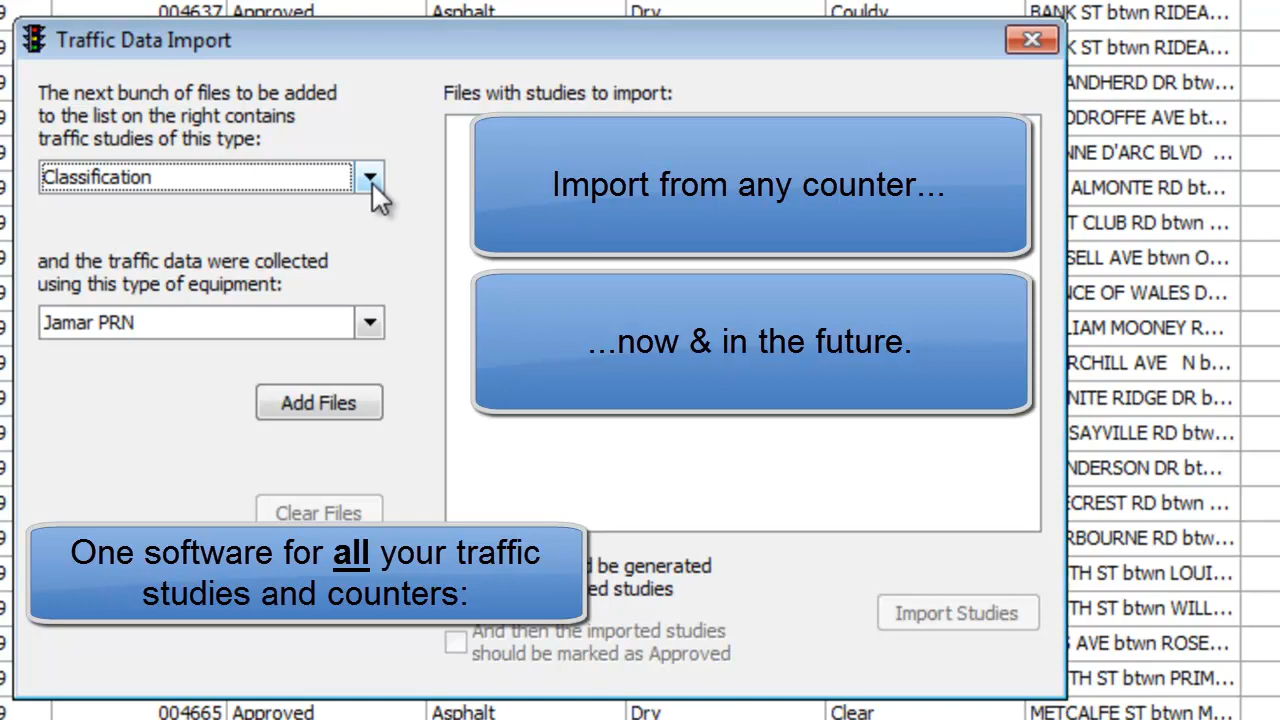 004637 Approved Asphalt Dry Couldy BANK ST btwn RIDEA...
Traffic Data Import
K ST btwn RIDEA...
The next bunch of files to be added
to the list on the right contains
traffic studies of this type:
Files with studies to import:
ANDHERD DR bt...
DROFFE AVE bt...
NNE D'ARC BLVD ...
Classification
ALMONTE RD bt...
Import from any counter...
CLUB RD btwn...
and the traffic data were collected
using this type of equipment:
SELL AVE btwn O...
NCE OF WALES D...
Jamar PRN
LIAM MOONEY R...
...now & in the future.
RCHILL AVE N b...
Add Files
NITE RIDGE DR b...
SAYVILLE RD btw...
NDERSON DR bt...
Clear Files
ECREST RD btwn...
RBOURNE RD bt...
One software for all your traffic
studies and counters:
d be generated
ed studies
TH ST btwn LOUI...
TH ST btwn WILL...
Import Studies
And then the imported studies
should be marked as Approved
S AVE btwn ROSE...
TH ST btwn PRIM...
004665 Approved Asphalt Dry Clear METCALFE ST btwn M...